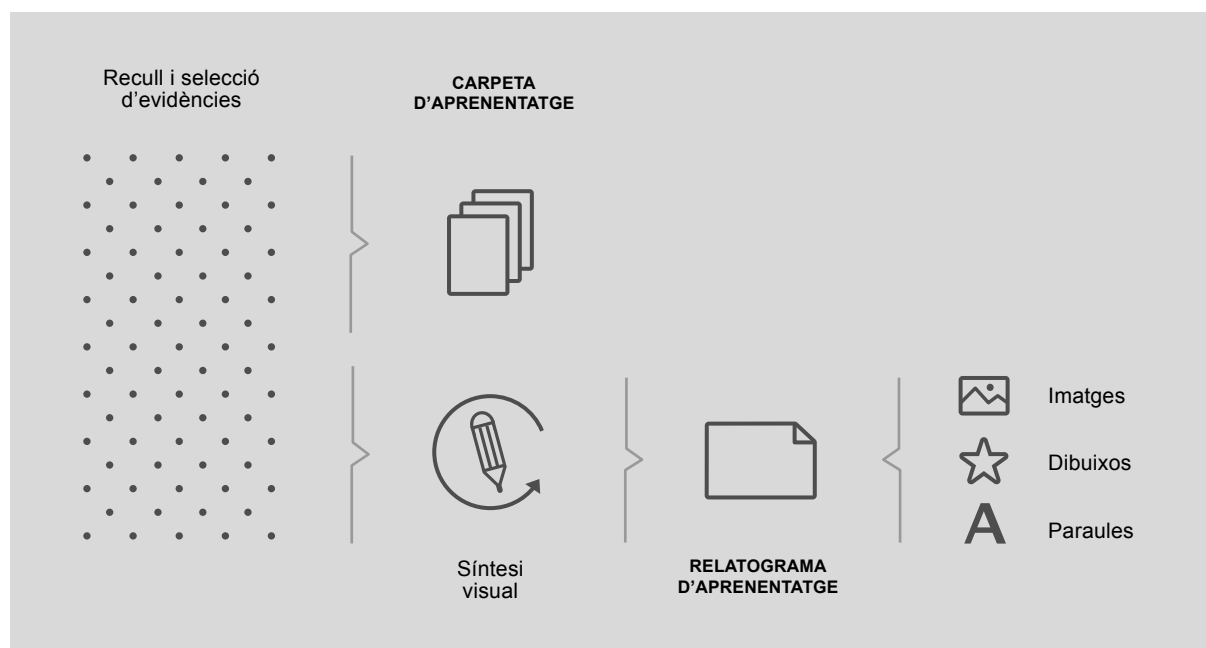 Recull i selecció
d’evidències
CARPETA
D’APRENENTATGE
Síntesi
visual
RELATOGRAMA
D’APRENENTATGE
Imatges
Dibuixos
A
Paraules